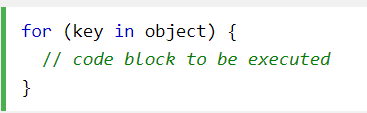 for (key in object) {
  // code block to be executed
}